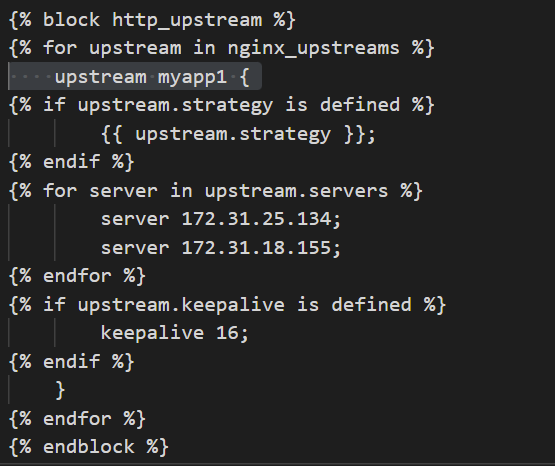 {% block http_upstream %}
{% for upstream in nginx_upstreams %}
    upstream myapp1 {
{% if upstream.strategy is defined %}
        {{ upstream.strategy }};
{% endif %}
{% for server in upstream.servers %}
        server 172.31.25.134;
        server 172.31.18.155;
{% endfor %}
{% if upstream.keepalive is defined %}
        keepalive 16;
{% endif %}
    }
{% endfor %}
{% endblock %}